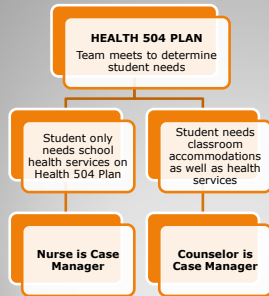 HEALTH 504 PLAN
Team meets to determine
student needs
Student only
needs school
health services on
Health 504 Plan
Student needs
classroom
accommodations
as well as health
services
Nurse is Case
Manager
Counselor is
Case Manager